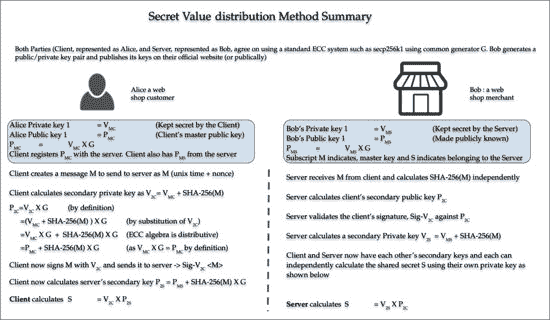 Secret Value distribution Method Summary
Both Parties (Client, represented as Alice, and Server, represented as Bob, agree on using a standard ECC system such as secp256k1 using common generator G. Bob generates a
public/private key pair and publishes its keys on their official website (or publically)
Alice a web
shop customer
Alice Private key 1 = V_MC (Kept secret by the Client)
Alice Public key 1 = P_MC (Client's master public key)
P_MC = V_MC X G
Client registers P_MC with the server. Client also has P_MS from the server
Client creates a message M to send to server as M (unix time + nonce)
Client calculates secondary private key as V_2C= V_MC + SHA-256(M)
P_2C=V_2C X G (by definition)
=(V_MC + SHA-256(M) ) X G (by substitution of V_2C)
=V_MC X G + SHA-256(M) X G (ECC algebra is distributive)
=P_MC + SHA-256(M) X G (as V_MC X G = P_MC by definition)
Client now signs M with V_2C and sends it to server -> Sig-V_2C <M>
Client now calculates server's secondary key P_2S = P_MS + SHA-256(M) X G
Client calculates S = V_2C X P_2S
Bob : a web
shop merchant
Bob's Private key 1 = V_MS (Kept secret by the Server)
Bob's Public key 1 = P_MS (Made publicly known)
P_MS = V_MS X G
Subscript M indicates, master key and S indicates belonging to the Server
Server receives M from client and calculates SHA-256(M) independently
Server calculates client's secondary public key P_2C
Server validates the client's signature, Sig-V_2C against P_2C
Server calculates a secondary Private key V_2S = V_MS + SHA-256(M)
Client and Server now have each other's secondary keys and each can
independently calculate the shared secret S using their own private key as
shown below
Server calculates S = V_2S X P_2C